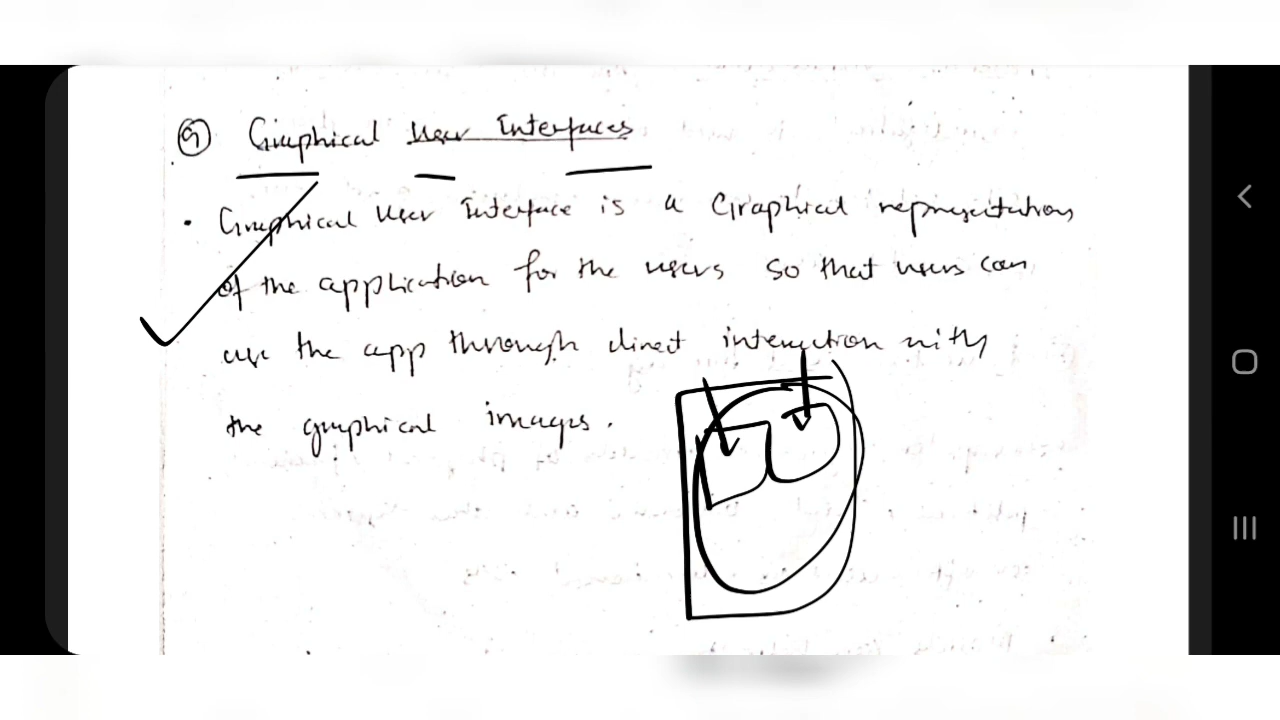 9 Graphical User Interfaces
• Graphical User Interface is a Graphical representation
of the application for the users so that users can
use the app through direct interaction with
the graphical images.